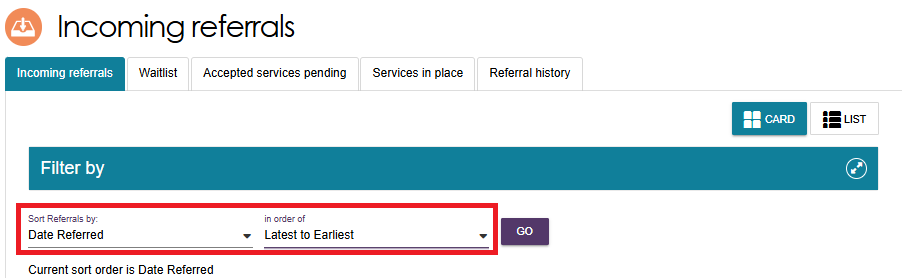 Incoming referrals
Incoming referrals Waitlist Accepted services pending Services in place Referral history
CARD LIST
Filter by
Sort Referrals by: in order of
Date Referred Latest to Earliest GO
Current sort order is Date Referred